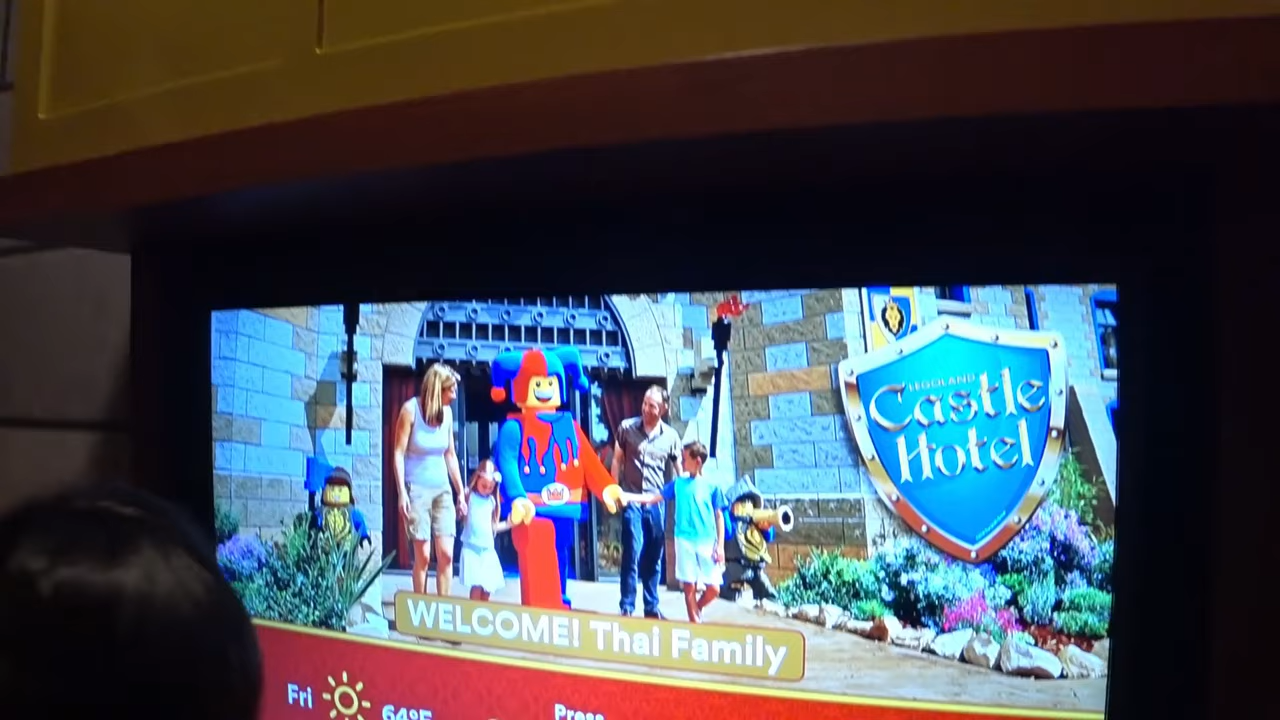 LEGOLAND
Castle
Hotel
WELCOME! Thai Family
Fri
64°F
Press